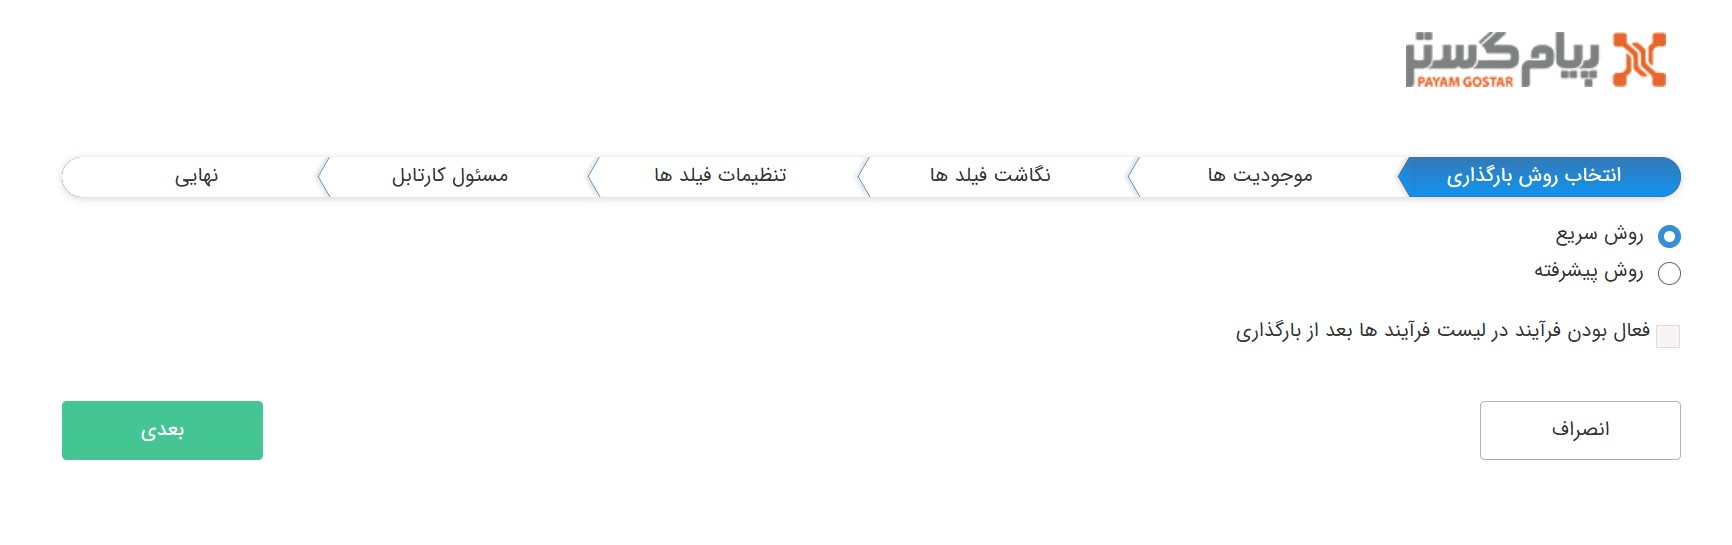 پیام گستر
PAYAM GOSTAR
انتخاب روش بارگذاری
موجودیت ها
نگاشت فیلد ها
تنظیمات فیلد ها
مسئول کارتابل
نهایی
روش سریع
روش پیشرفته
فعال بودن فرآیند در لیست فرآیند ها بعد از بارگذاری
انصراف
بعدی